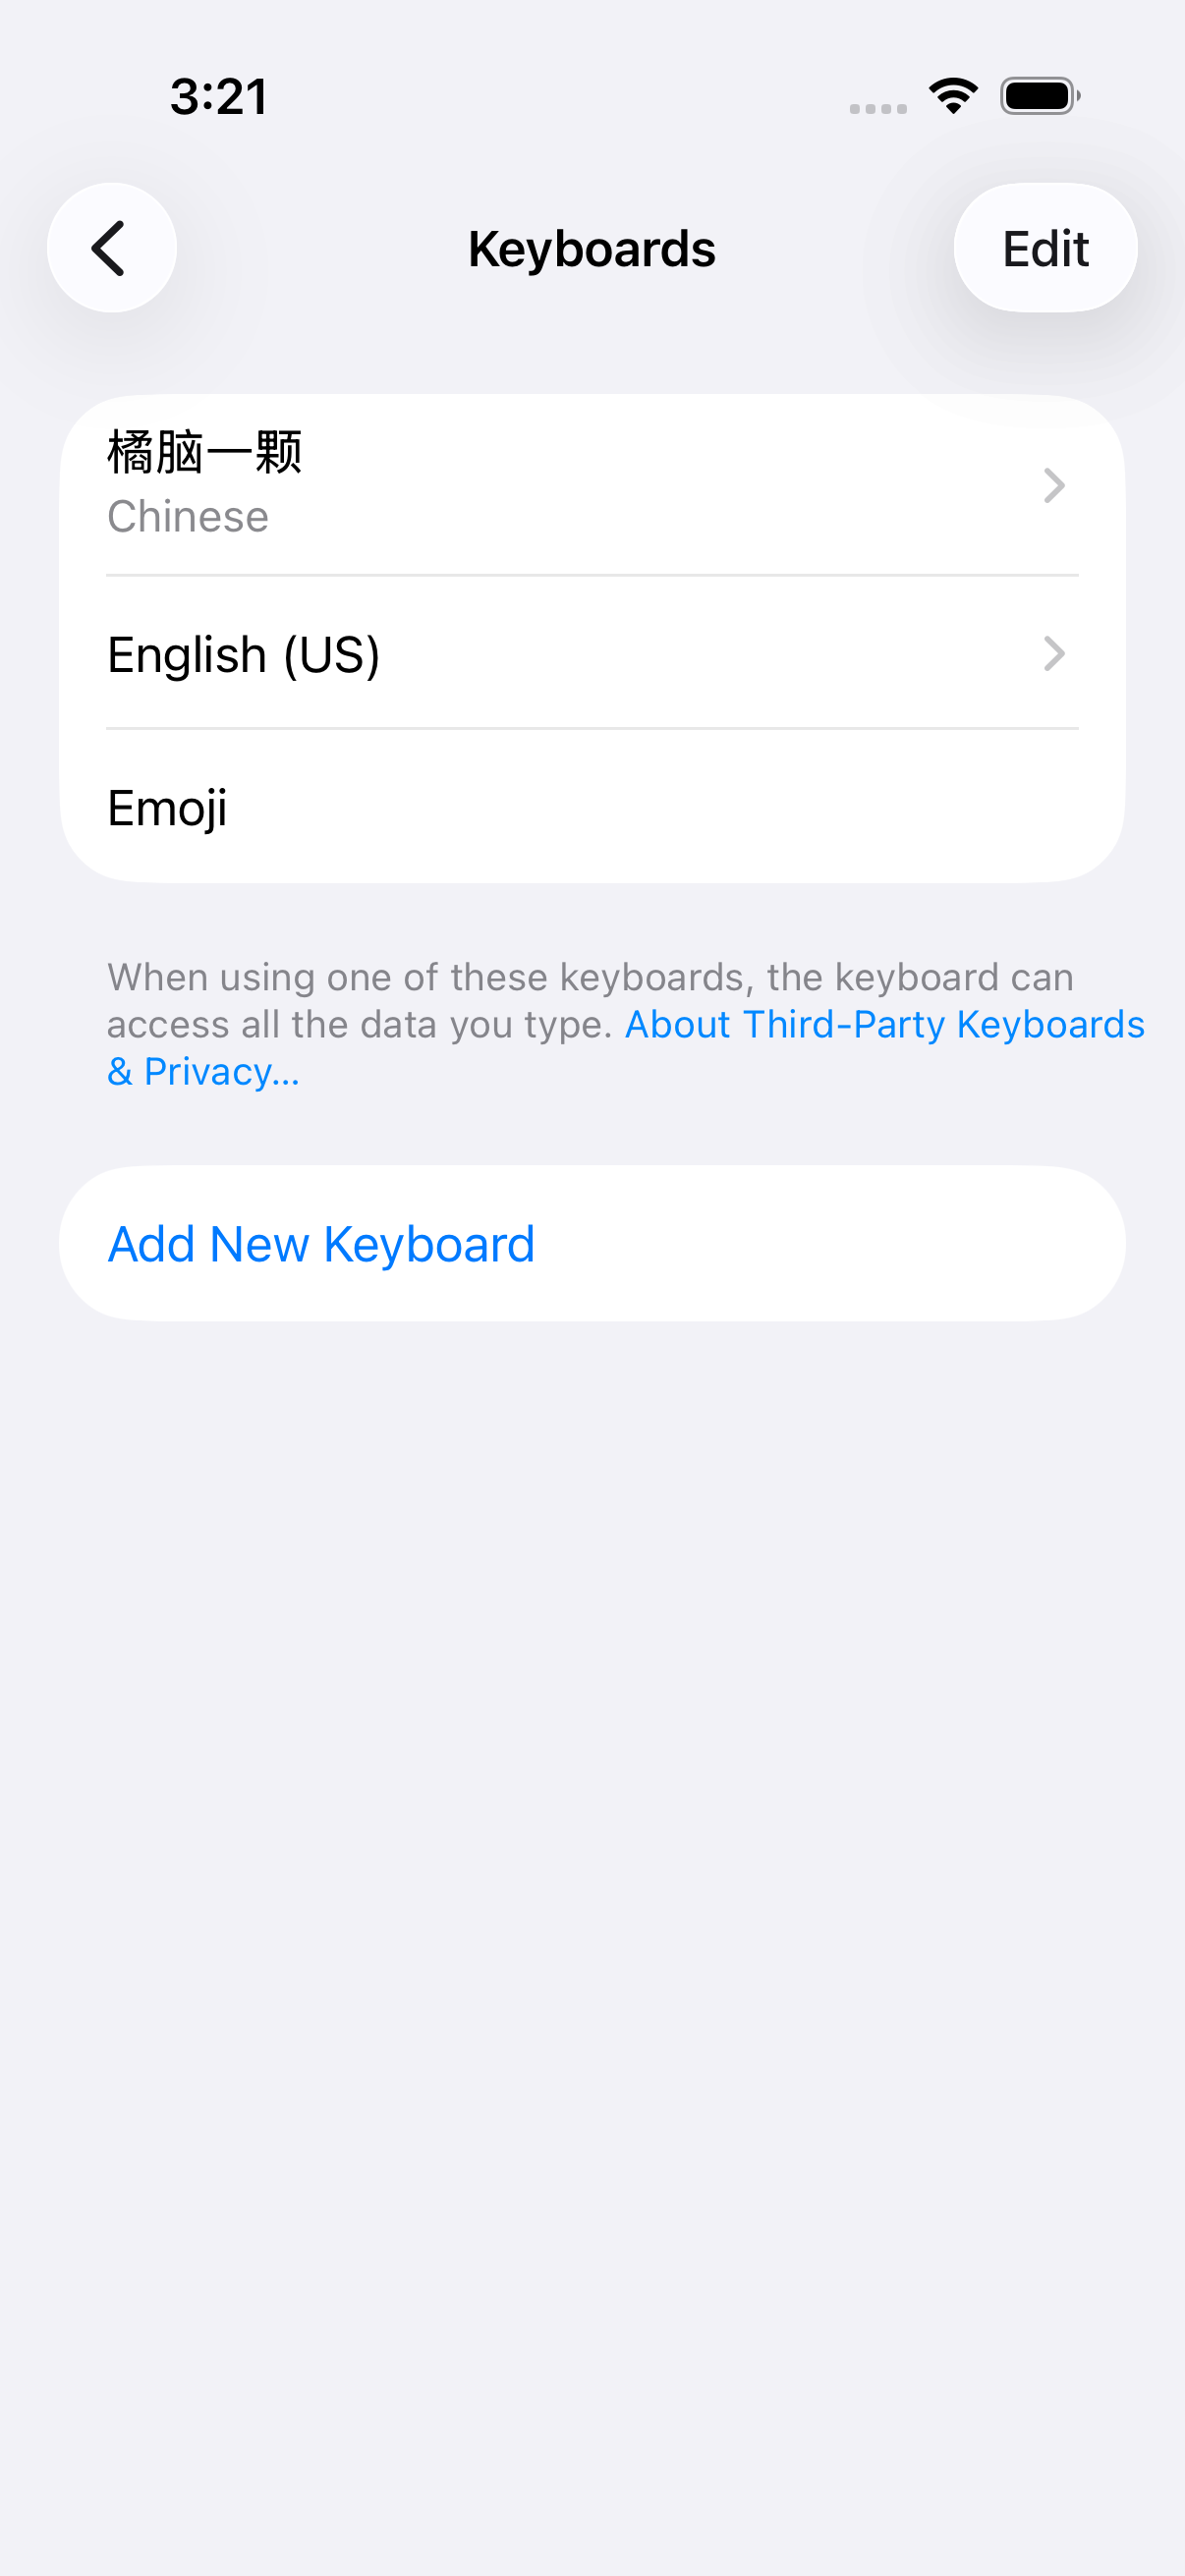 3:21
Keyboards
Edit
橘脑一颗
Chinese
English (US)
Emoji
When using one of these keyboards, the keyboard can
access all the data you type. About Third-Party Keyboards
& Privacy...
Add New Keyboard